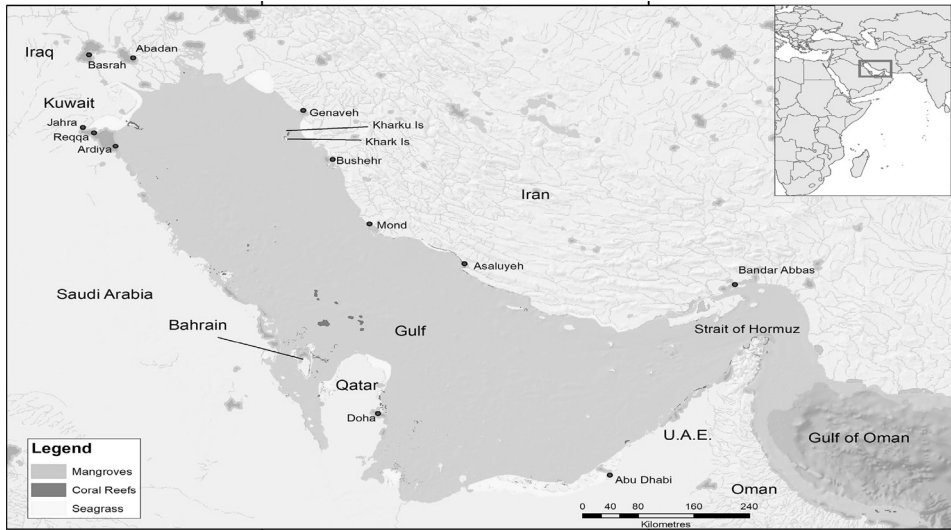 Iraq
Abadan
Basrah
Kuwait
Jahra
Reqqa
Ardiya
Genaveh
Kharku Is
Khark Is
Bushehr
Iran
Mond
Asaluyeh
Bandar Abbas
Saudi Arabia
Bahrain
Gulf
Strait of Hormuz
Qatar
Doha
U.A.E.
Gulf of Oman
Abu Dhabi
Oman
Legend
Mangroves
Coral Reefs
Seagrass
0 40 80 160 240
Kilometres